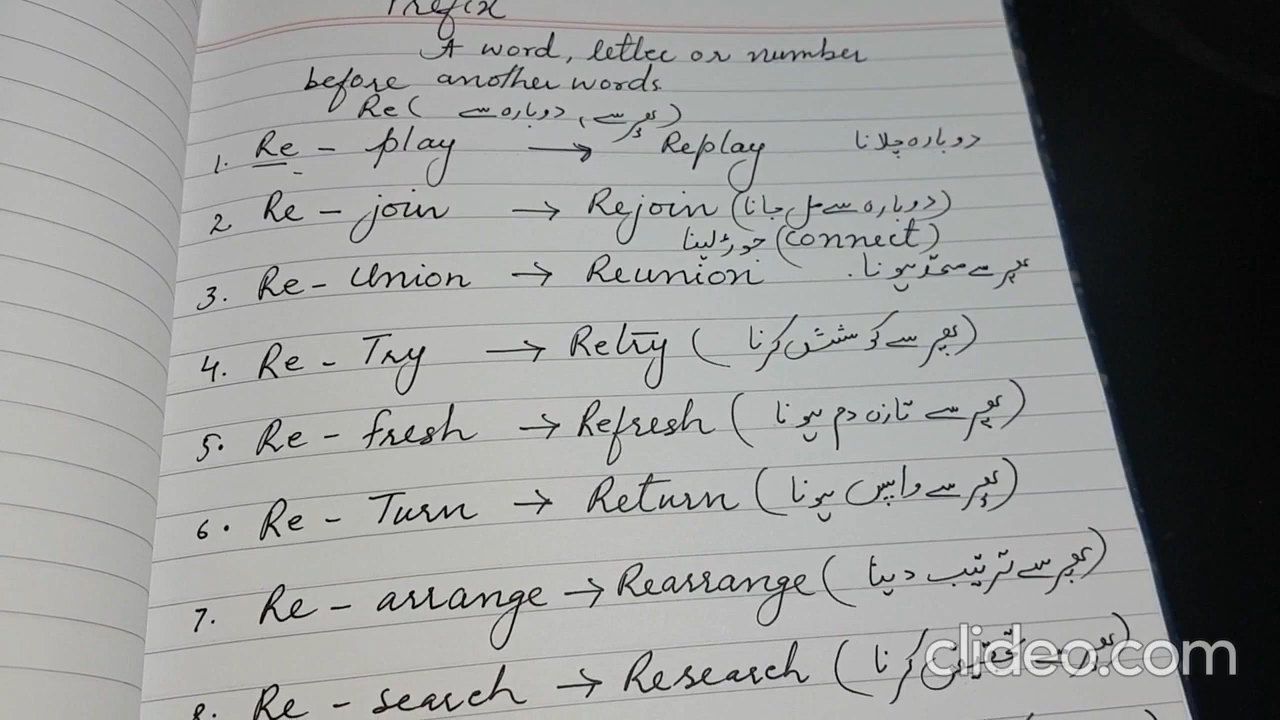 Prefix
A word, letter or number
before another words.
Re ( پھر سے, دوبارہ سے )
1. Re - play → Replay دوبارہ چلانا
2. Re - join → Rejoin (دوبارہ سے مل جانا)
جوڑ لینا (connect)
3. Re - Union → Reunion پھر سے متحد ہونا.
4. Re - Try → Retry ( پھر سے کوشش کرنا )
5. Re - fresh → Refresh ( پھر سے تازہ دم ہونا )
6. Re - Turn → Return ( پھر سے واپس ہونا )
7. Re - arrange → Rearrange ( پھر سے ترتیب دینا )
8. Re - search → Research ( پھر سے تحقیق کرنا )
clideo.com